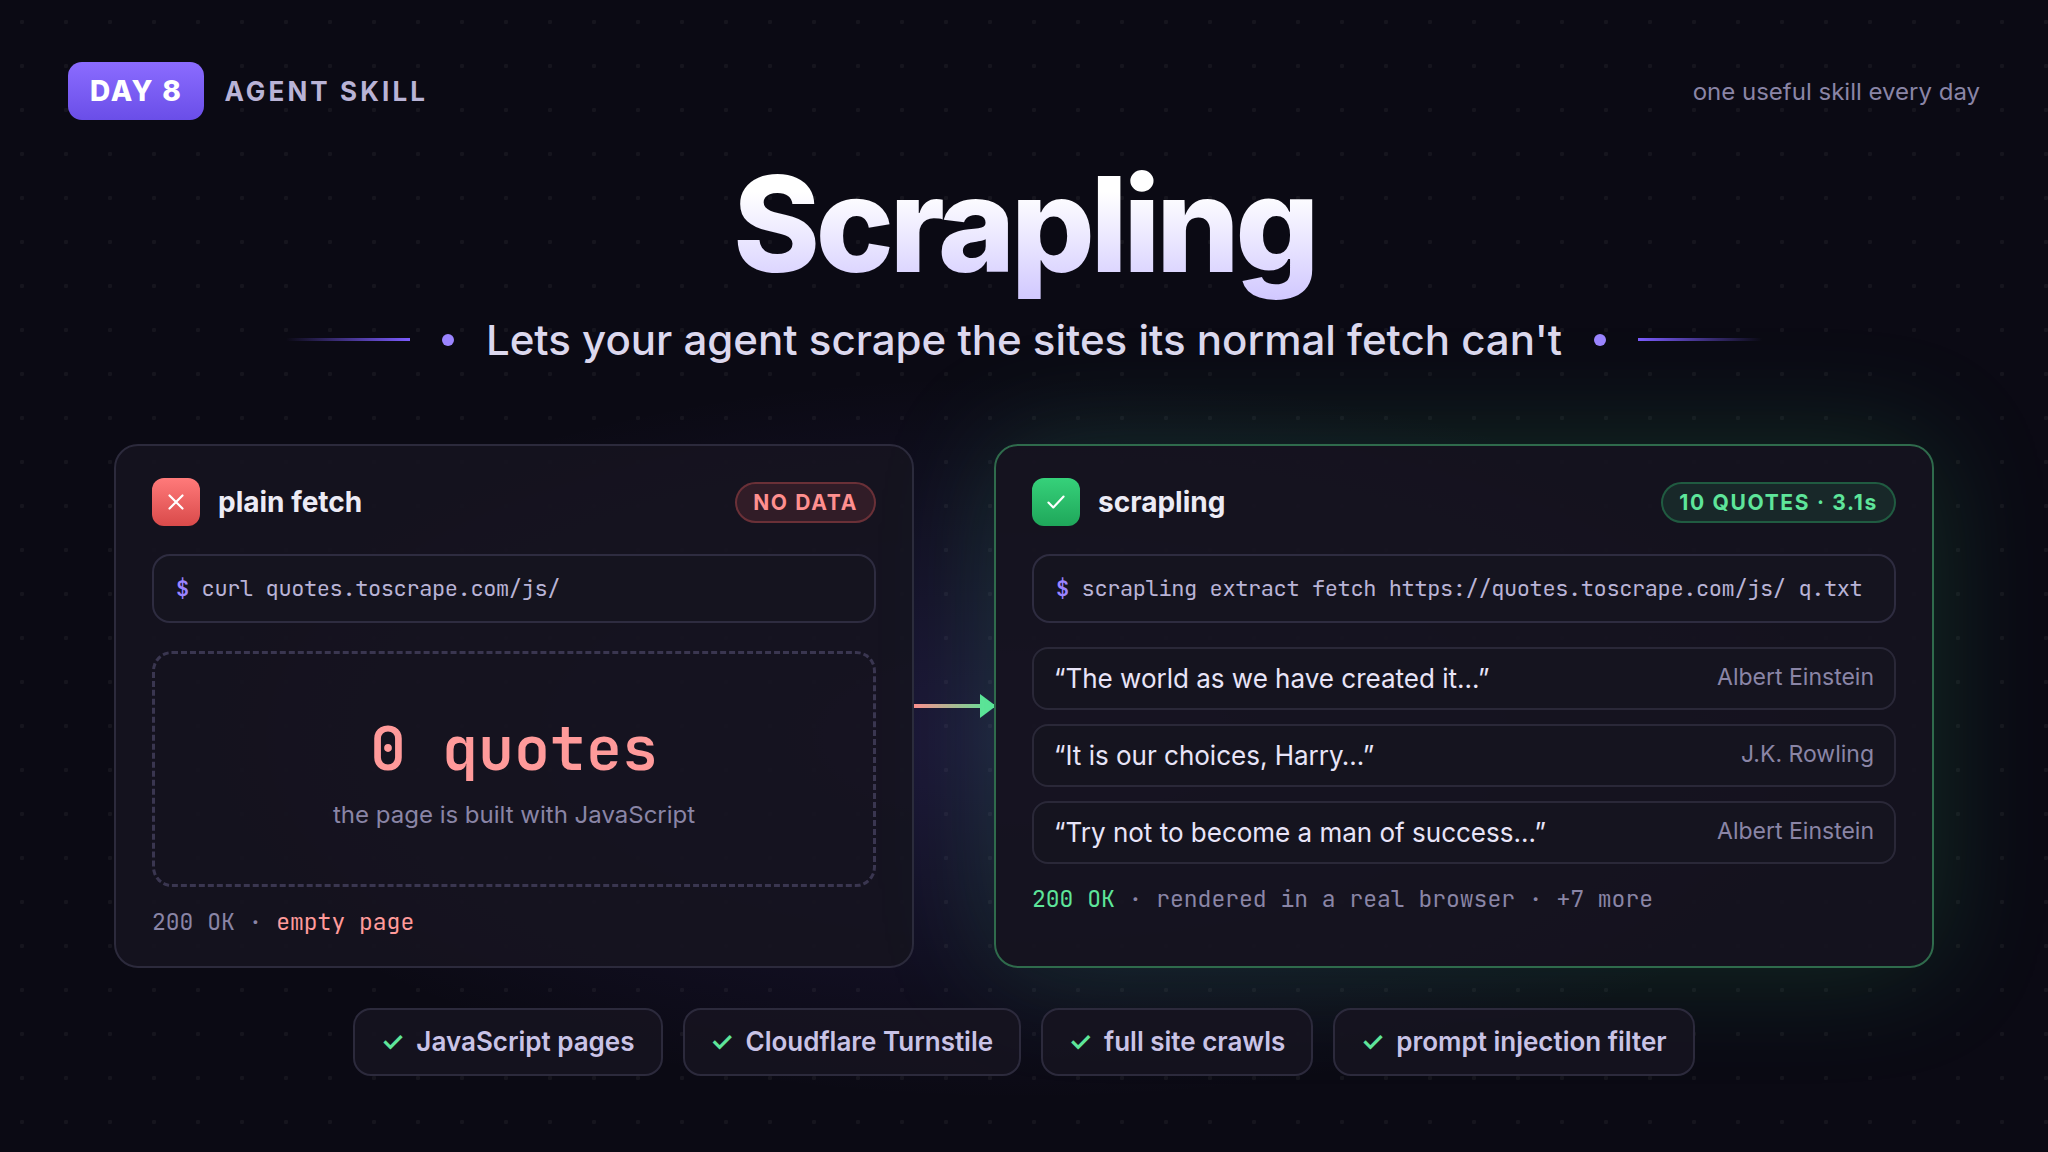 DAY 8 AGENT SKILL
one useful skill every day
Scrapling
Lets your agent scrape the sites its normal fetch can't
plain fetch
NO DATA
$ curl quotes.toscrape.com/js/
0 quotes
the page is built with JavaScript
200 OK · empty page
scrapling
10 QUOTES · 3.1s
$ scrapling extract fetch https://quotes.toscrape.com/js/ q.txt
“The world as we have created it…” Albert Einstein
“It is our choices, Harry…” J.K. Rowling
“Try not to become a man of success…” Albert Einstein
200 OK · rendered in a real browser · +7 more
JavaScript pages
Cloudflare Turnstile
full site crawls
prompt injection filter